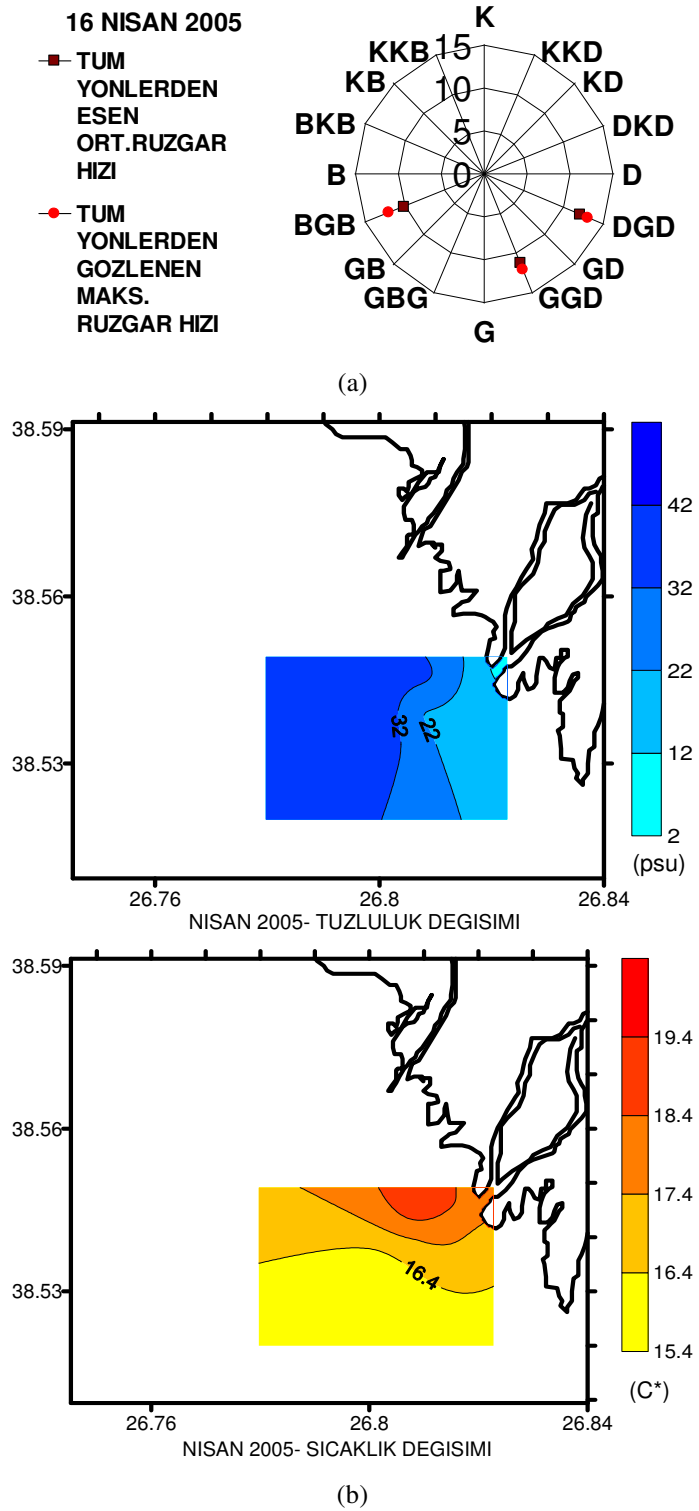 16 NISAN 2005
TUM
YONLERDEN
ESEN
ORT.RUZGAR
HIZI
TUM
YONLERDEN
GOZLENEN
MAKS.
RUZGAR HIZI
K
KKB 15 KKD
KB 10 KD
BKB 5 DKD
B 0 D
BGB DGD
GB GD
GBG GGD
G
(a)
38.59
42
38.56
32
22
32 22
38.53
12
2
(psu)
26.76 26.8 26.84
NISAN 2005- TUZLULUK DEGISIMI
38.59
19.4
38.56
18.4
17.4
16.4
38.53
16.4
15.4
(C*)
26.76 26.8 26.84
NISAN 2005- SICAKLIK DEGISIMI
(b)